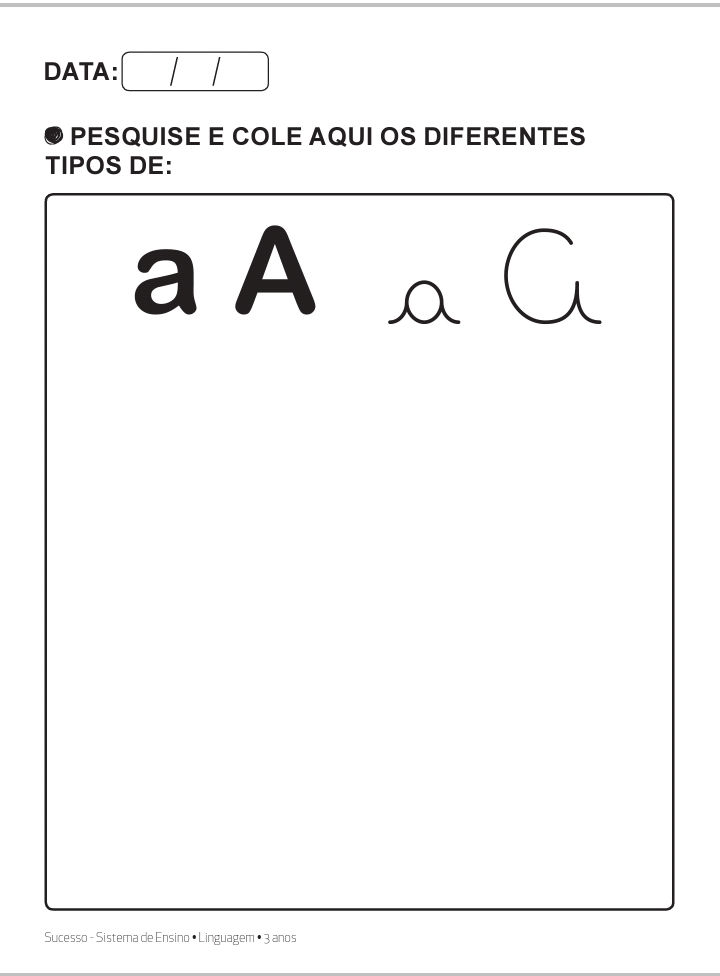 DATA: / /
● PESQUISE E COLE AQUI OS DIFERENTES
TIPOS DE:
a A a A
Sucesso - Sistema de Ensino • Linguagem • 3 anos